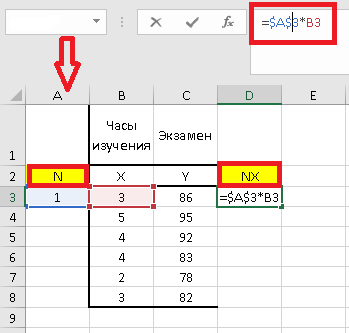 fx =$A$3*B3
A B C D E
1 Часы изучения Экзамен
2 N X Y NX
3 1 3 86 =$A$3*B3
4 5 95
5 4 92
6 4 83
7 2 78
8 3 82